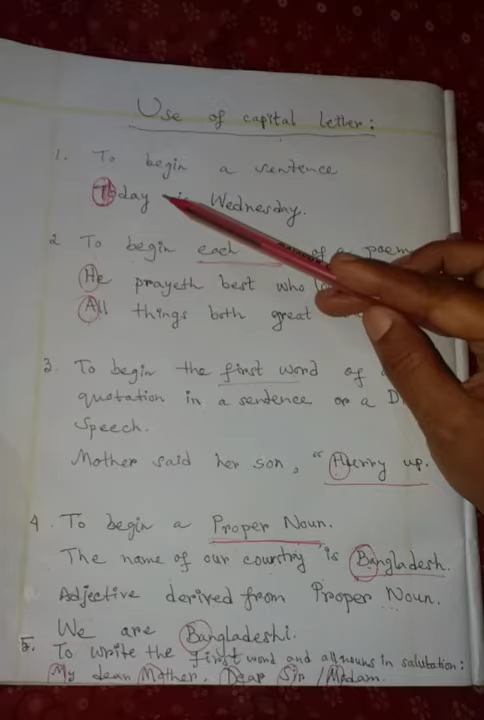 Use of capital letter:
1. To begin a sentence
Today is Wednesday.
2 To begin each of a poem
He prayeth best who
All things both great
3. To begin the first word of
quotation in a sentence or a D
speech.
Mother said her son, "Hurry up.
4. To begin a Proper Noun.
The name of our country is Bangladesh.
Adjective derived from Proper Noun.
We are Bangladeshi.
5. To write the first word and all nouns in salutation:
My dear Mother, Dear Sir / Madam